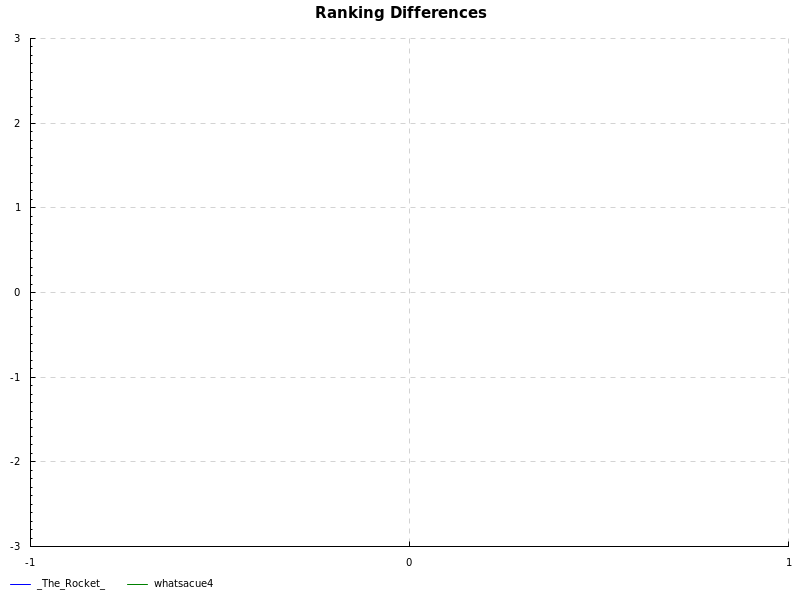 Ranking Differences
3
2
1
0
-1
-2
-3
-1 0 1
_The_Rocket_ whatsacue4